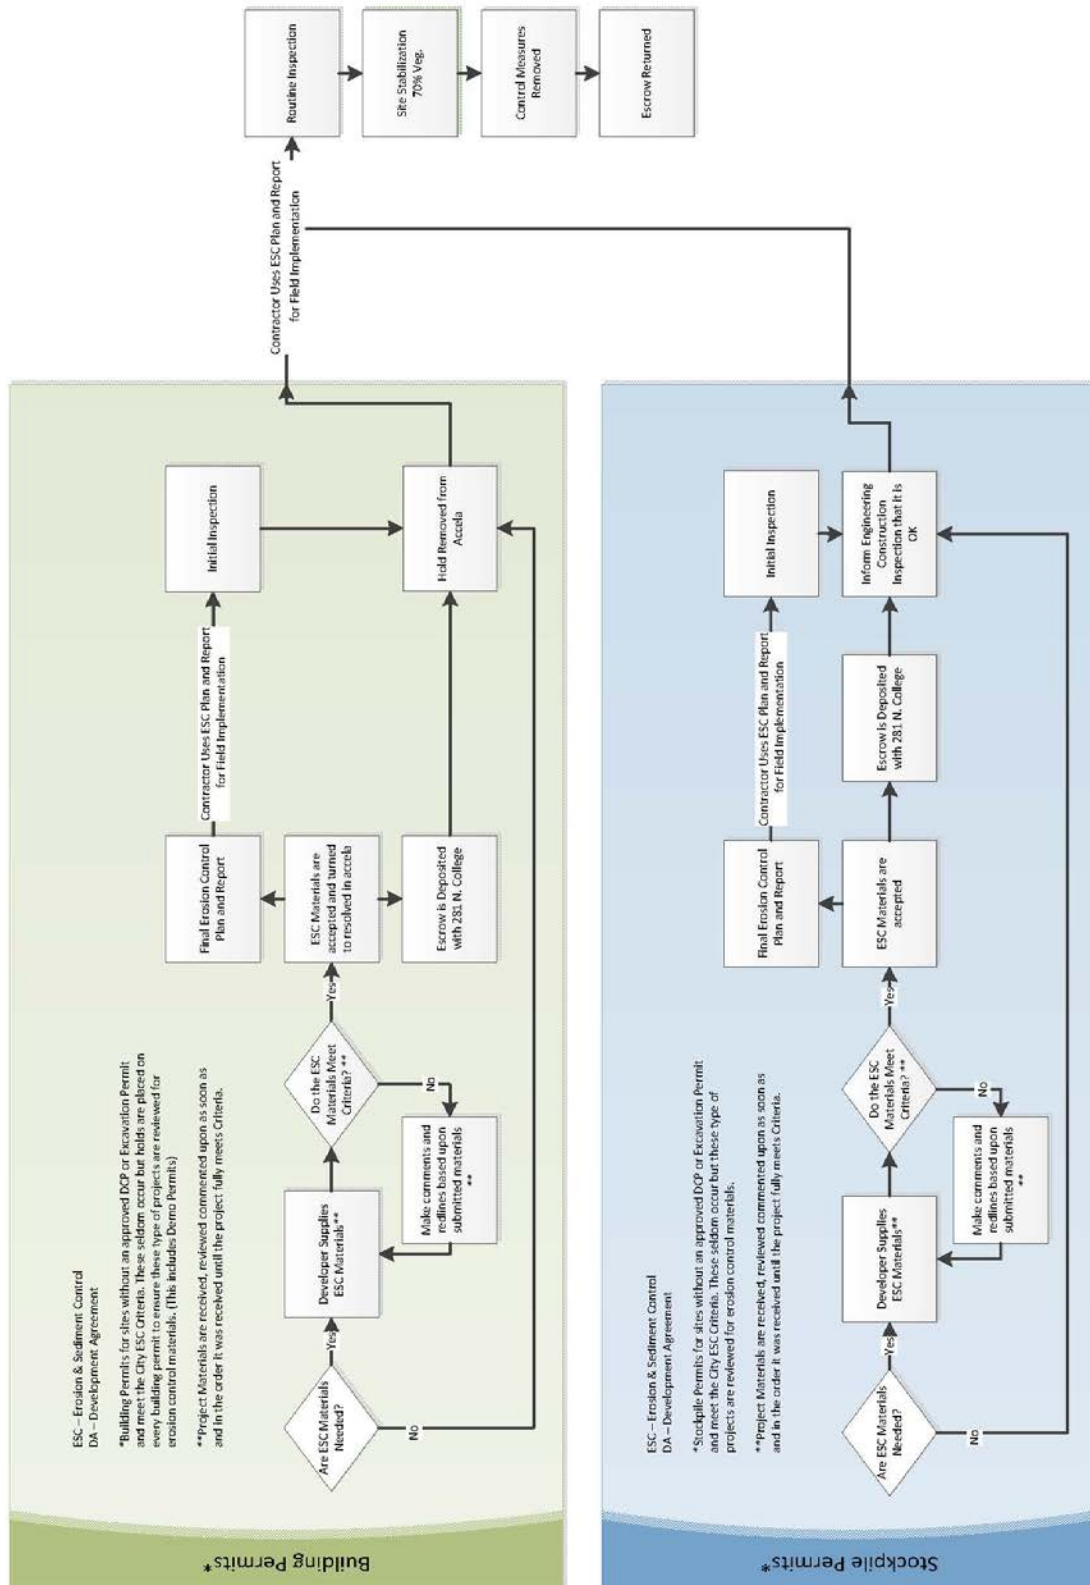 Building Permits*
ESC – Erosion & Sediment Control
DA – Development Agreement
*Building Permits for sites without an approved DCP or Excavation Permit
and meet the City ESC Criteria. These seldom occur but holds are placed on
every building permit to ensure these type of projects are reviewed for
erosion control materials. (This includes Demo Permits)
**Project Materials are received, reviewed commented upon as soon as
and in the order it was received until the project fully meets Criteria.
Are ESC Materials
Needed?
Yes
No
Developer Supplies
ESC Materials**
Do the ESC
Materials Meet
Criteria? **
No
Make comments and
redlines based upon
submitted materials
**
Yes
ESC Materials are
accepted and turned
to resolved in accela
Final Erosion Control
Plan and Report
Escrow is Deposited
with 281 N. College
Contractor Uses ESC Plan and Report
for Field Implementation
Initial Inspection
Hold Removed from
Accela
Stockpile Permits*
ESC – Erosion & Sediment Control
DA – Development Agreement
*Stockpile Permits for sites without an approved DCP or Excavation Permit
and meet the City ESC Criteria. These seldom occur but these type of
projects are reviewed for erosion control materials.
**Project Materials are received, reviewed commented upon as soon as
and in the order it was received until the project fully meets Criteria.
Are ESC Materials
Needed?
Yes
No
Developer Supplies
ESC Materials**
Do the ESC
Materials Meet
Criteria? **
No
Make comments and
redlines based upon
submitted materials
**
Yes
ESC Materials are
accepted
Final Erosion Control
Plan and Report
Contractor Uses ESC Plan and Report
for Field Implementation
Escrow is Deposited
with 281 N. College
Initial Inspection
Inform Engineering
Construction
Inspection that it is
OK
Contractor Uses ESC Plan and Report
for Field Implementation
Routine Inspection
Site Stabilization
70% Veg.
Control Measures
Removed
Escrow Returned